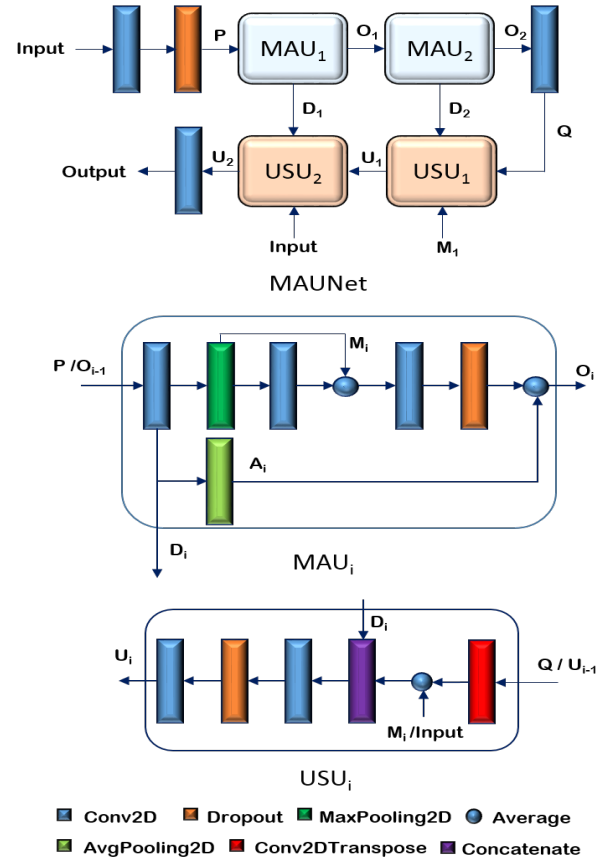 Input P MAU1 O1 MAU2 O2
D1 D2 Q
Output U2 USU2 U1 USU1
Input M1
MAUNet
P /Oi-1 Mi Oi
Ai
Di
MAUi
Di
Ui Q / Ui-1
Mi /Input
USUi
Conv2D Dropout MaxPooling2D Average
AvgPooling2D Conv2DTranspose Concatenate